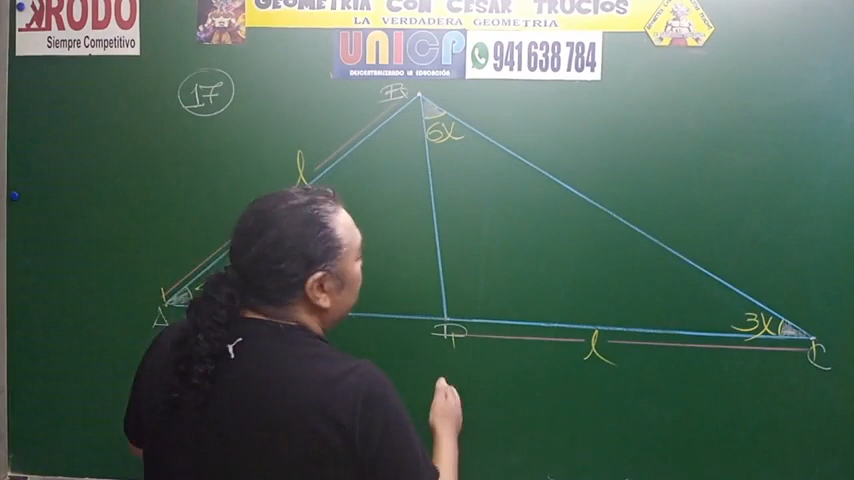 RODO
Siempre Competitivo
GEOMETRIA CON CESAR TRUCIOS
LA VERDADERA GEOMETRIA
UNICP
DESCENTRALIZANDO LA EDUCACIÓN
941 638 784
17
B
6X
l
A
D
l
3X
C